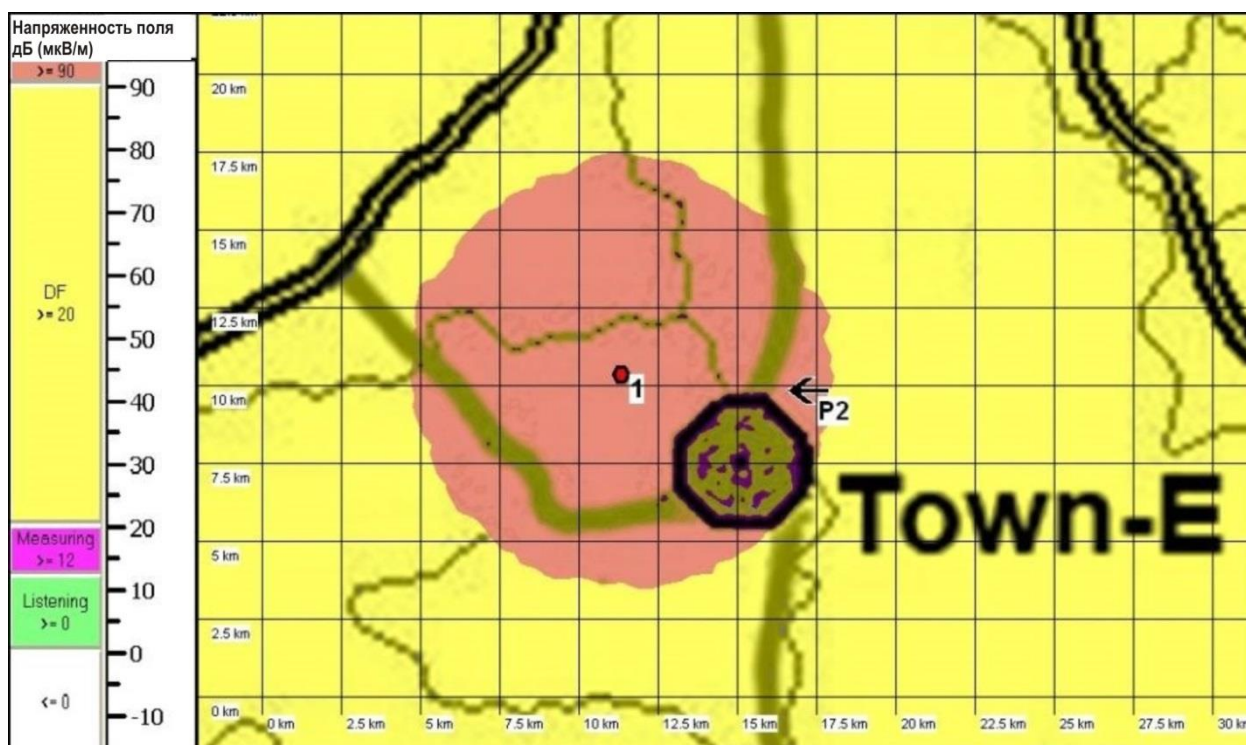 Напряженность поля
дБ (мкВ/м)
>= 90
DF
>= 20
Measuring
>= 12
Listening
>= 0
<= 0
90
80
70
60
50
40
30
20
10
0
-10
20 km
17.5 km
15 km
12.5 km
10 km
7.5 km
5 km
2.5 km
0 km
1
P2
Town-E
0 km 2.5 km 5 km 7.5 km 10 km 12.5 km 15 km 17.5 km 20 km 22.5 km 25 km 27.5 km